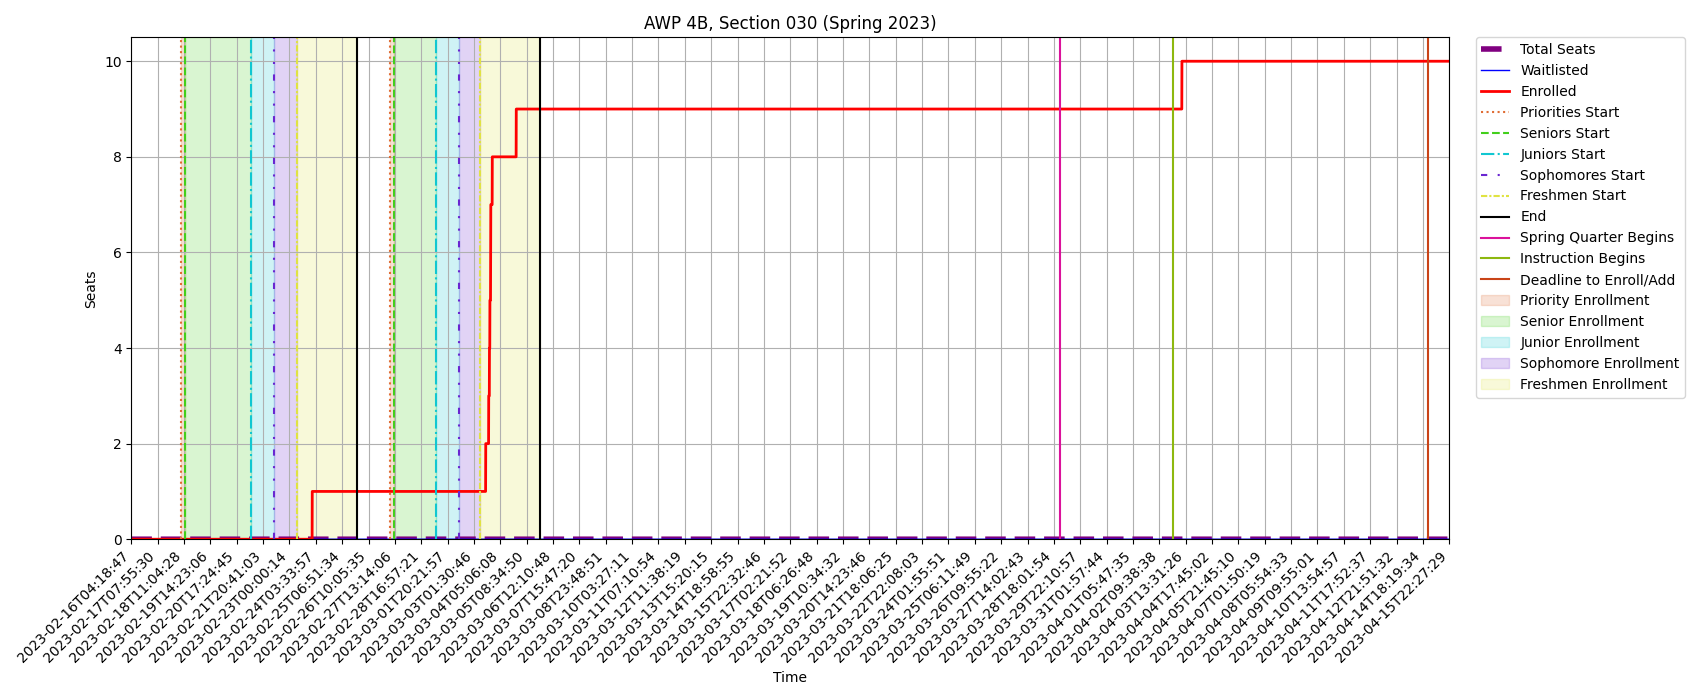 AWP 4B, Section 030 (Spring 2023)
Seats
10
8
6
4
2
0
2023-02-16T04:18:47
2023-02-17T07:55:30
2023-02-18T11:04:28
2023-02-19T14:23:06
2023-02-20T17:24:45
2023-02-21T20:41:03
2023-02-23T00:00:14
2023-02-24T03:33:57
2023-02-25T06:51:34
2023-02-26T10:05:35
2023-02-27T13:14:06
2023-02-28T16:57:21
2023-03-01T20:21:57
2023-03-03T01:30:46
2023-03-04T05:06:08
2023-03-05T08:34:50
2023-03-06T12:10:48
2023-03-07T15:47:20
2023-03-08T23:48:51
2023-03-10T03:27:11
2023-03-11T07:10:54
2023-03-12T11:38:19
2023-03-13T15:20:15
2023-03-14T18:58:55
2023-03-15T22:32:46
2023-03-17T02:21:52
2023-03-18T06:26:48
2023-03-19T10:34:32
2023-03-20T14:23:46
2023-03-21T18:06:25
2023-03-22T22:08:03
2023-03-24T01:55:51
2023-03-25T06:11:49
2023-03-26T09:55:22
2023-03-27T14:02:43
2023-03-28T18:01:54
2023-03-29T22:10:57
2023-03-31T01:57:44
2023-04-01T05:47:35
2023-04-02T09:38:38
2023-04-03T13:31:26
2023-04-04T17:45:02
2023-04-05T21:45:10
2023-04-07T01:50:19
2023-04-08T05:54:33
2023-04-09T09:55:01
2023-04-10T13:54:57
2023-04-11T17:52:37
2023-04-12T21:51:32
2023-04-14T18:19:34
2023-04-15T22:27:29
Time
Total Seats
Waitlisted
Enrolled
Priorities Start
Seniors Start
Juniors Start
Sophomores Start
Freshmen Start
End
Spring Quarter Begins
Instruction Begins
Deadline to Enroll/Add
Priority Enrollment
Senior Enrollment
Junior Enrollment
Sophomore Enrollment
Freshmen Enrollment